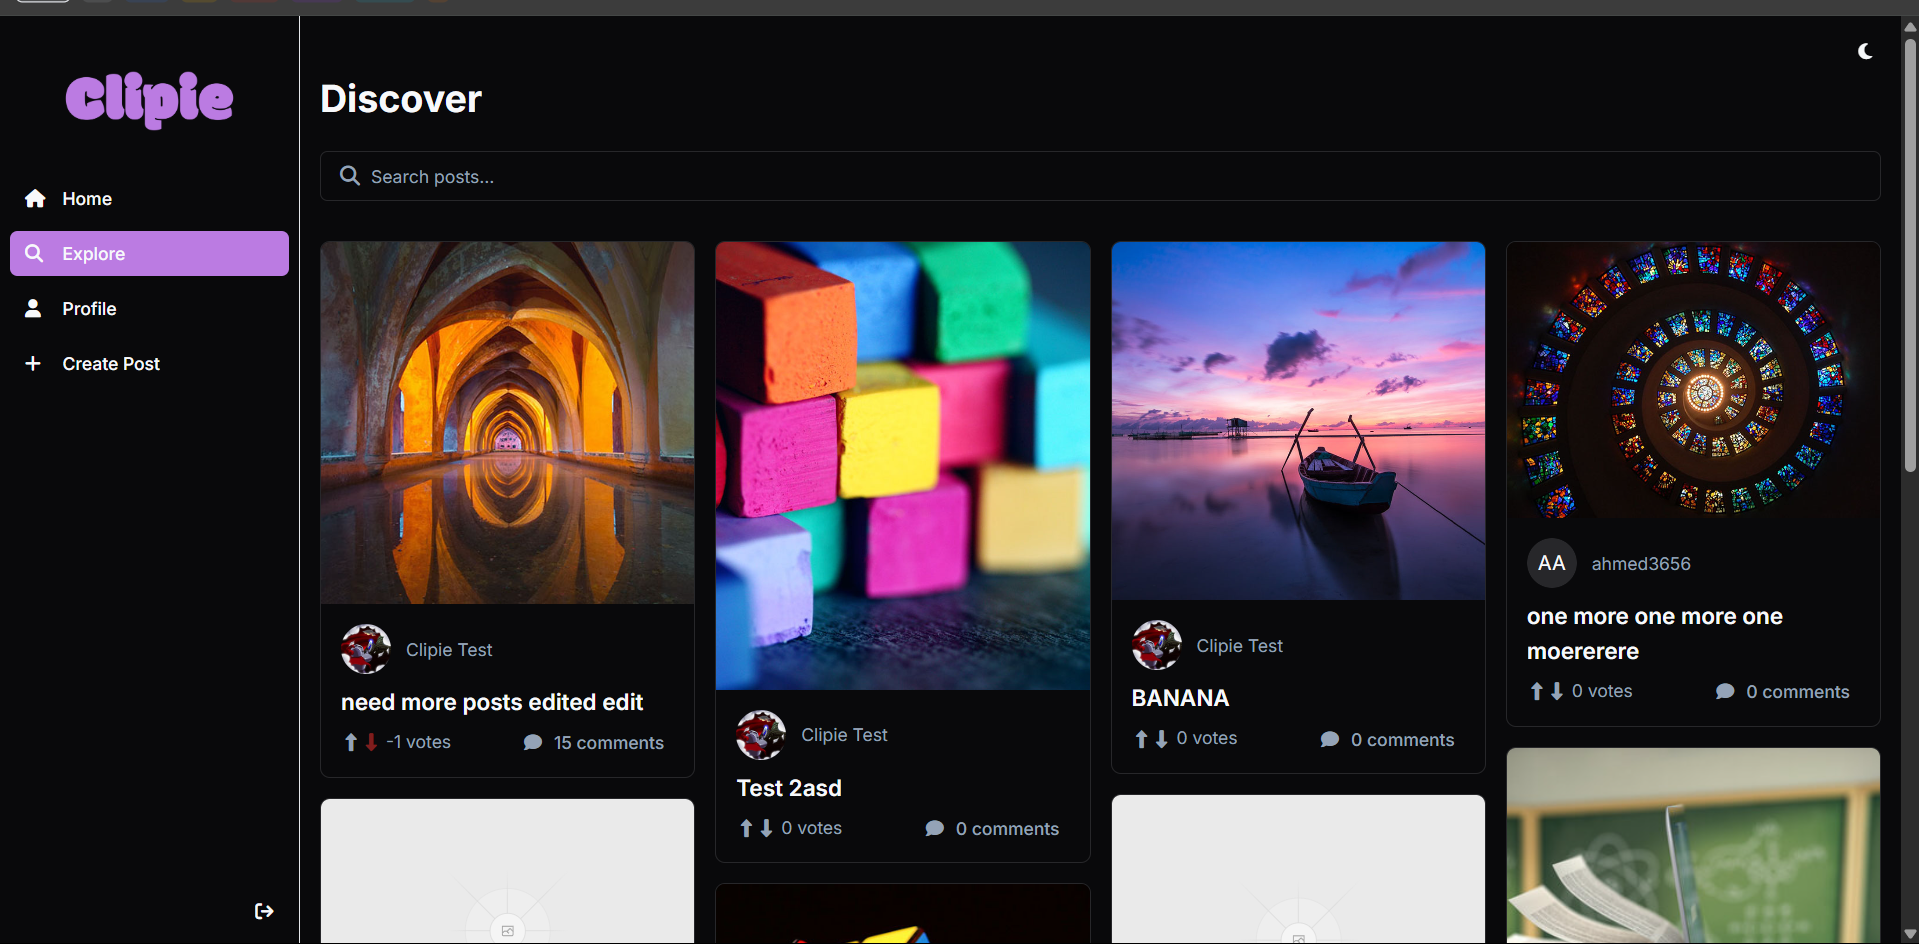 Clipie
Home
Explore
Profile
Create Post
Discover
Search posts...
Clipie Test
need more posts edited edit
-1 votes
15 comments
Clipie Test
Test 2asd
0 votes
0 comments
Clipie Test
BANANA
0 votes
0 comments
AA
ahmed3656
one more one more one
moererere
0 votes
0 comments